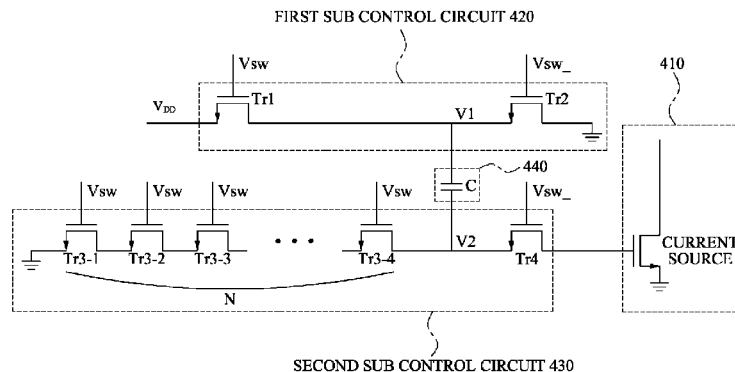 FIRST SUB CONTROL CIRCUIT 420
Vsw
Vsw_
410
VDD
Tr1
V1
Tr2
440
C
Vsw
Vsw
Vsw
Vsw
Vsw_
Tr3-1
Tr3-2
Tr3-3
Tr3-4
V2
Tr4
CURRENT
SOURCE
N
SECOND SUB CONTROL CIRCUIT 430